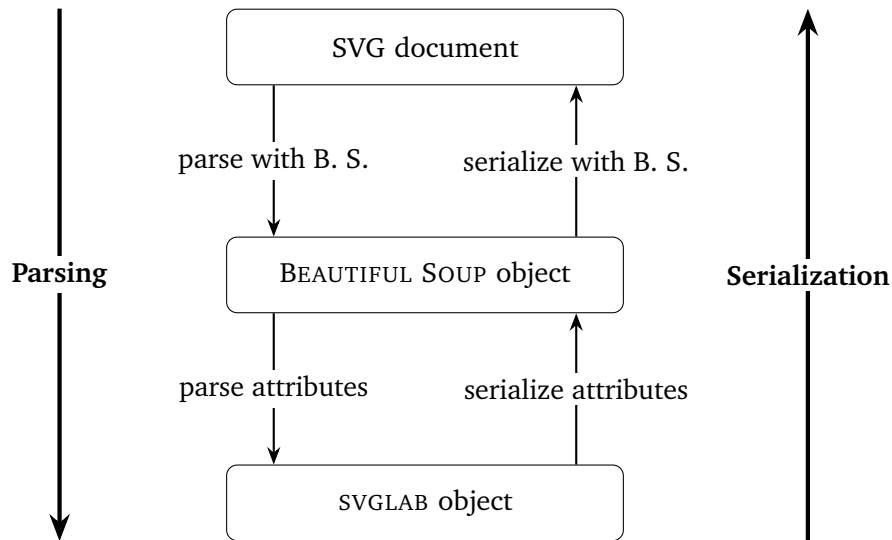 SVG document
parse with B. S.
serialize with B. S.
Parsing
BEAUTIFUL SOUP object
Serialization
parse attributes
serialize attributes
SVGLAB object